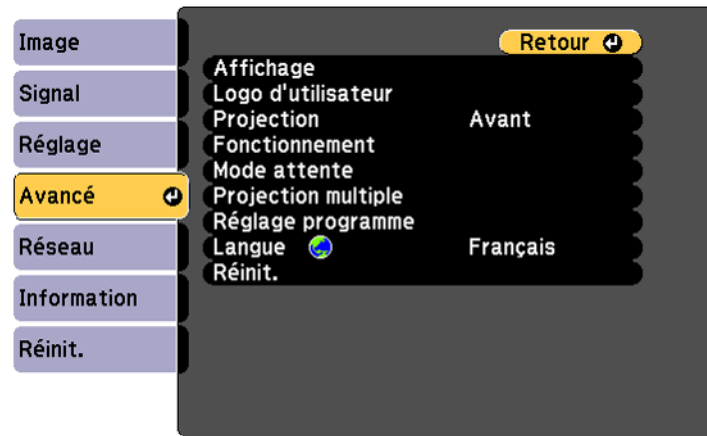 Image
Signal
Réglage
Avancé
Réseau
Information
Réinit.
Retour
Affichage
Logo d'utilisateur
Projection Avant
Fonctionnement
Mode attente
Projection multiple
Réglage programme
Langue Français
Réinit.